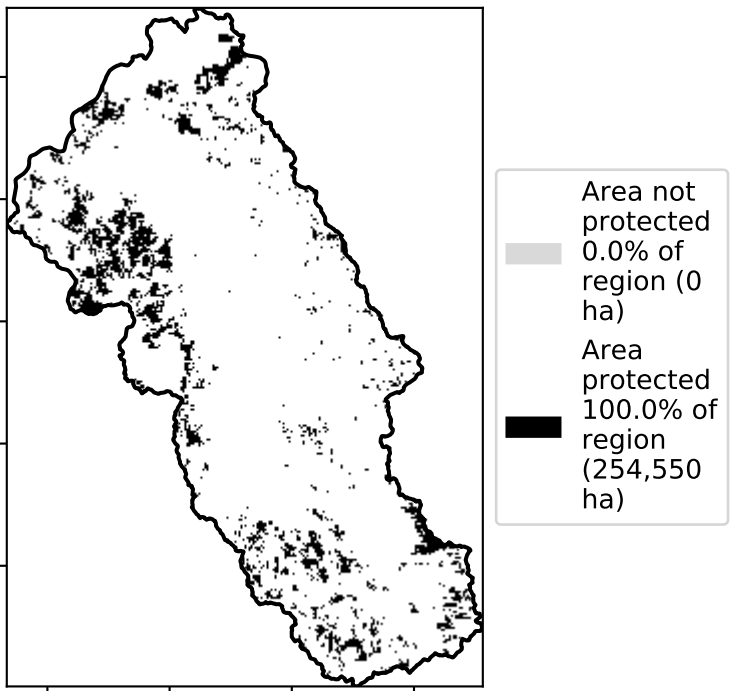 Area not
protected
0.0% of
region (0
ha)
Area
protected
100.0% of
region
(254,550
ha)